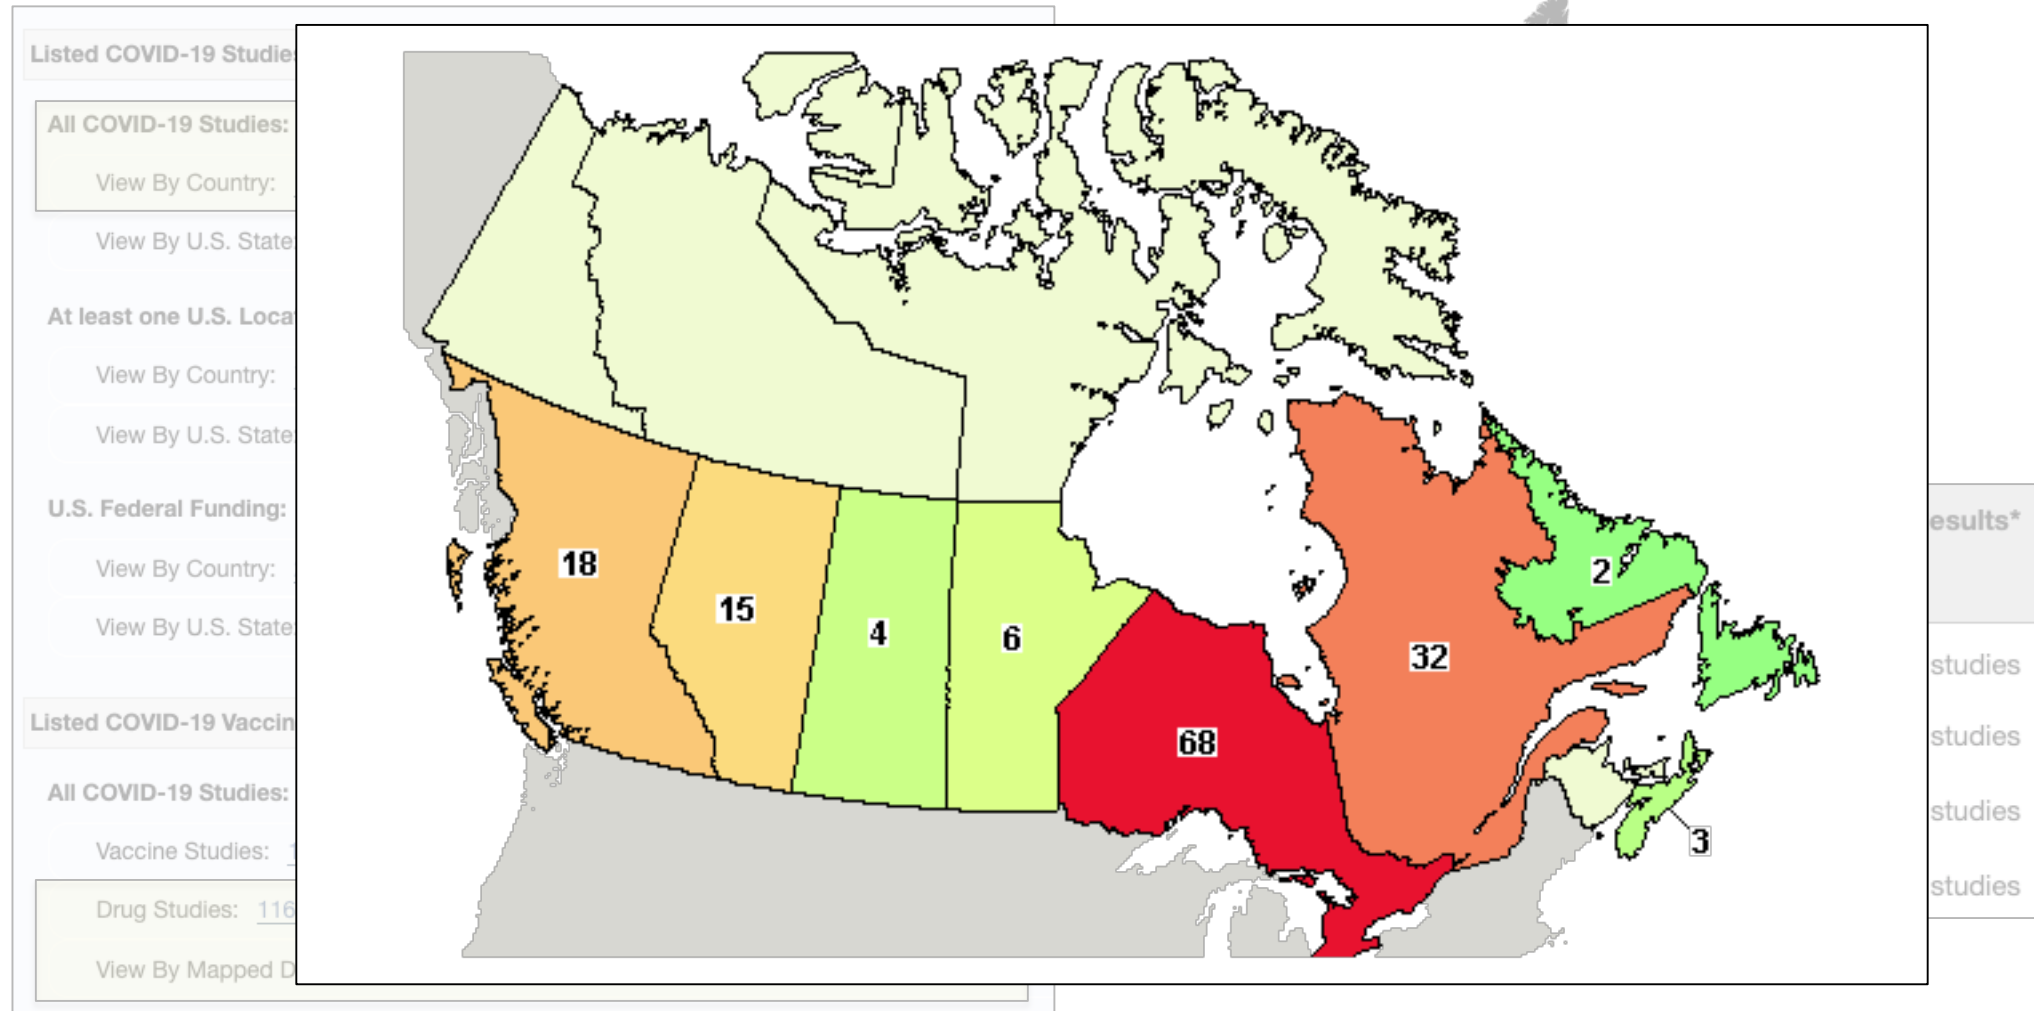 Listed COVID-19 Studie
All COVID-19 Studies:
View By Country:
View By U.S. State:
At least one U.S. Loca
View By Country:
View By U.S. State:
U.S. Federal Funding:
View By Country:
View By U.S. State:
Listed COVID-19 Vaccin
All COVID-19 Studies:
Vaccine Studies: 1
Drug Studies: 116
View By Mapped D
18
15
4
6
68
32
2
3
esults*
studies
studies
studies
studies